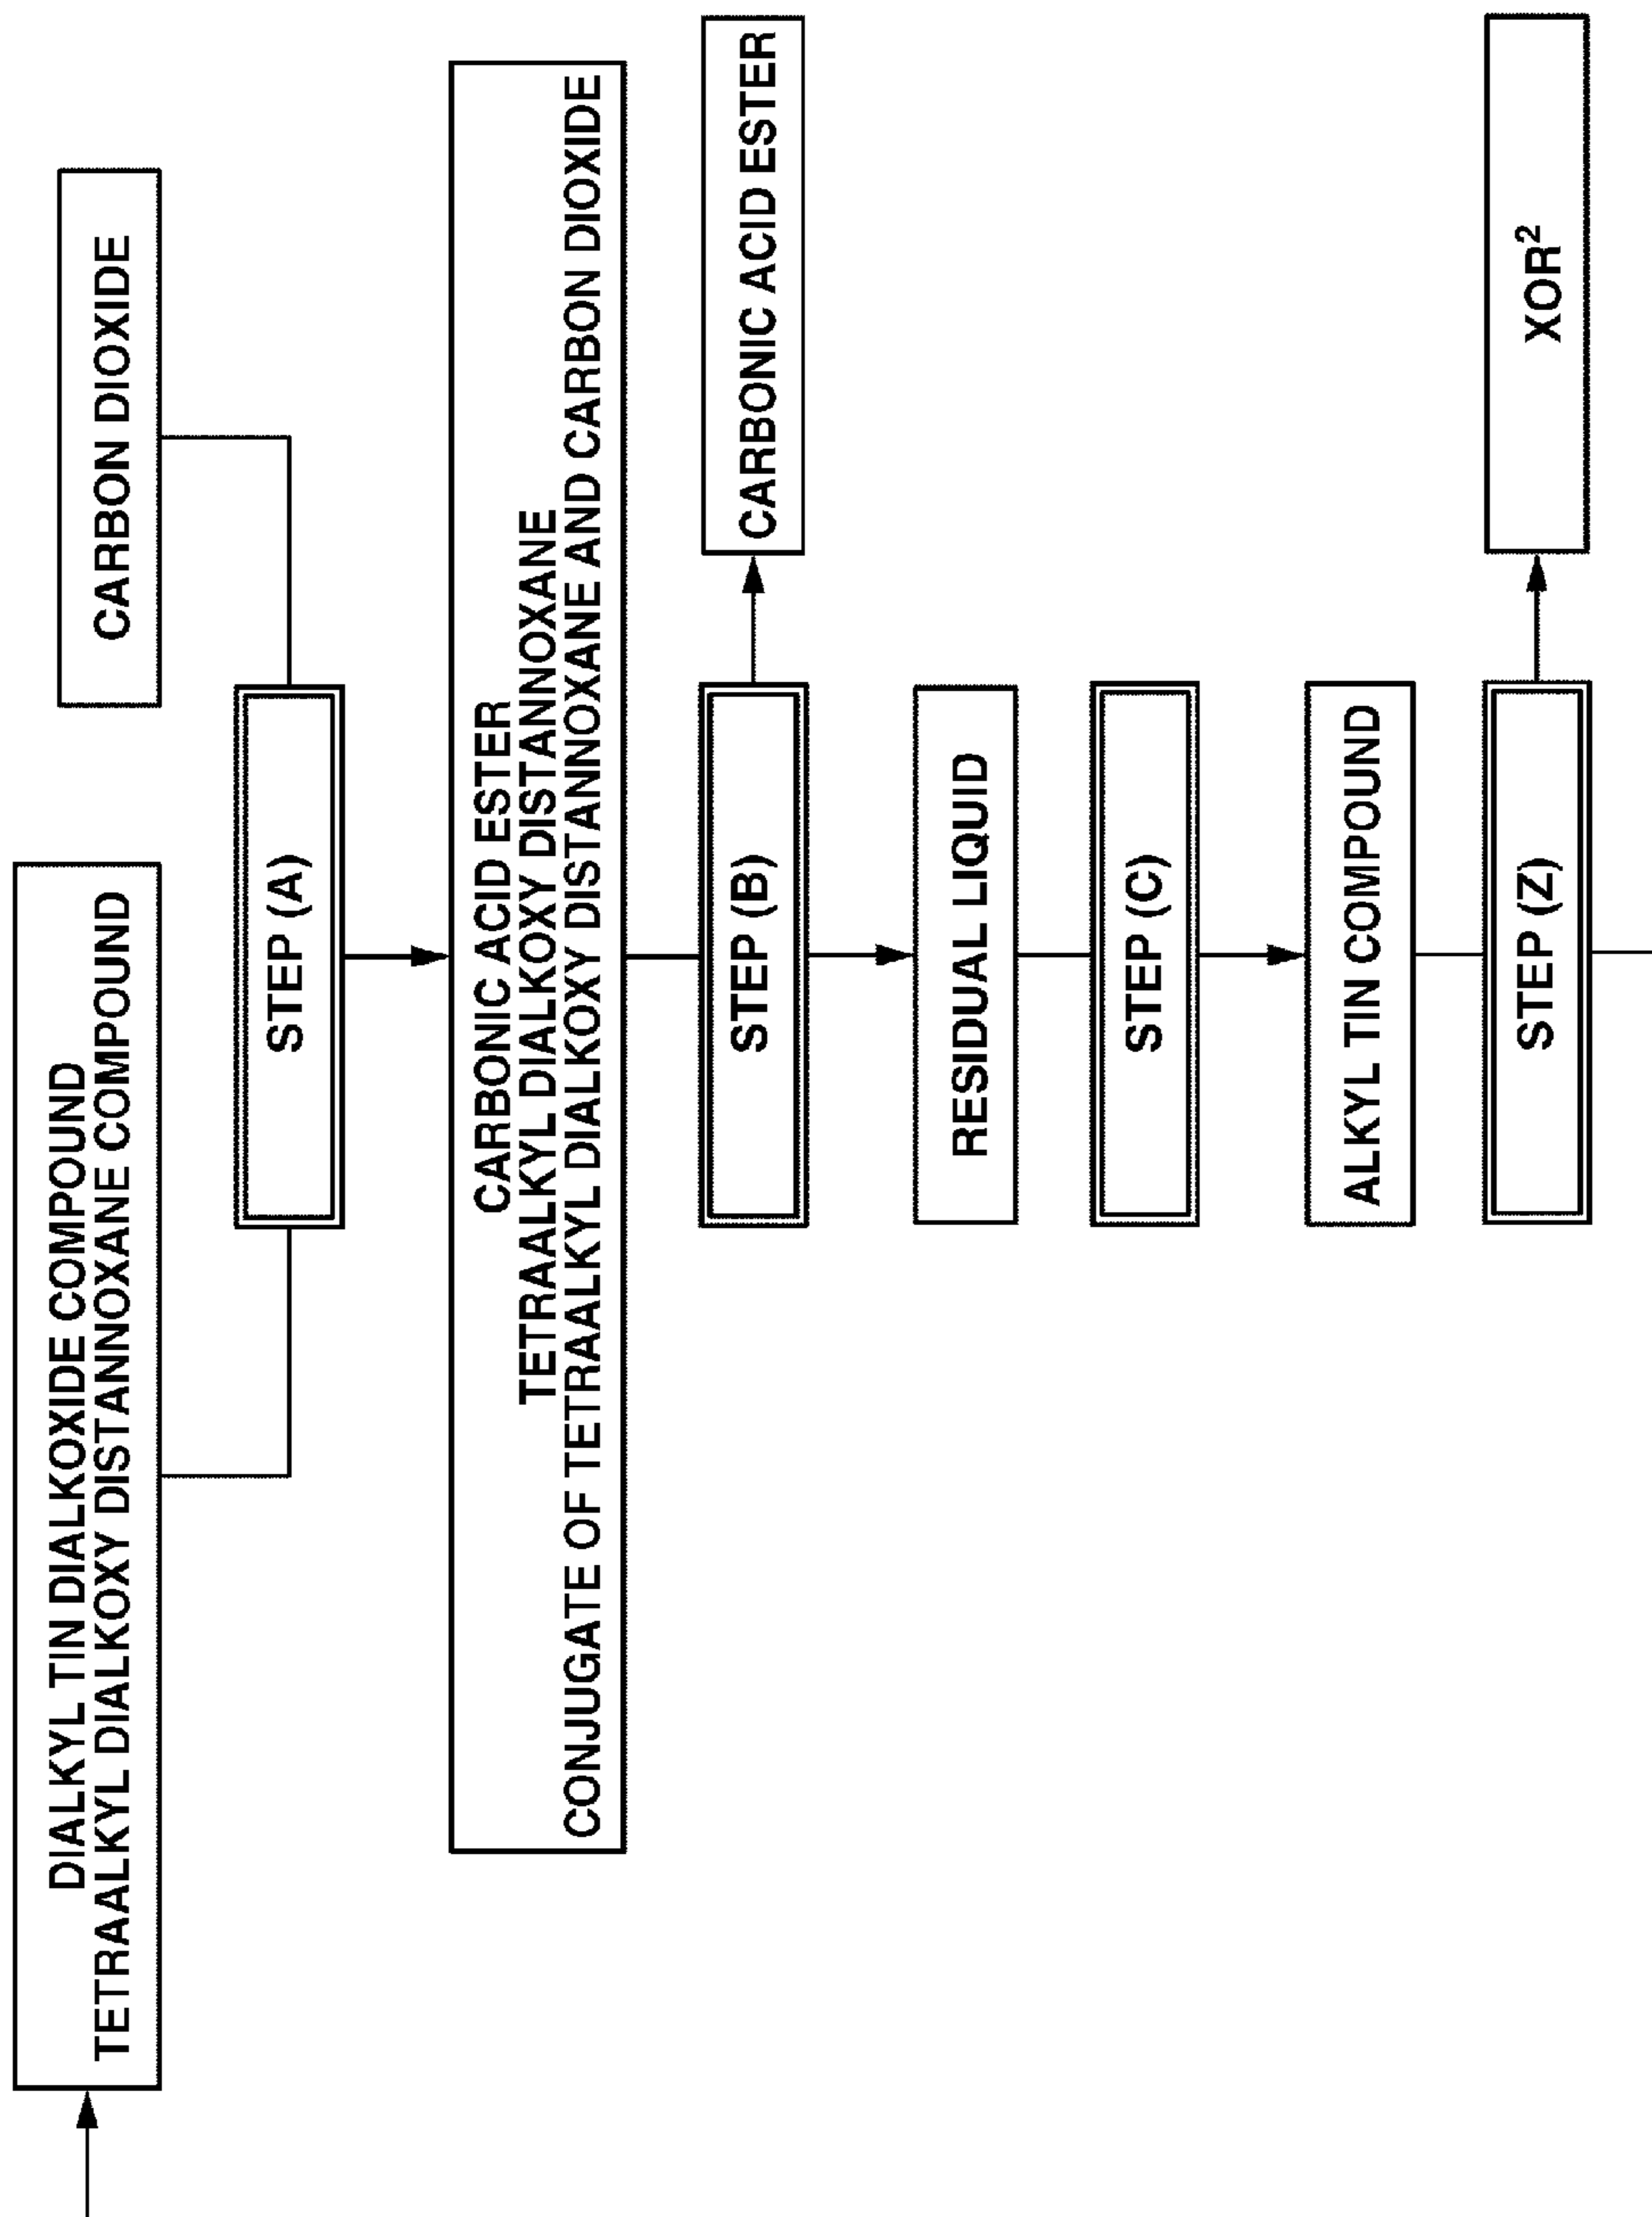 DIALKYL TIN DIALKOXIDE COMPOUND
TETRAALKYL DIALKOXY DISTANNOXANE COMPOUND
CARBON DIOXIDE
STEP (A)
CARBONIC ACID ESTER
TETRAALKYL DIALKOXY DISTANNOXANE
CONJUGATE OF TETRAALKYL DIALKOXY DISTANNOXANE AND CARBON DIOXIDE
STEP (B)
CARBONIC ACID ESTER
RESIDUAL LIQUID
STEP (C)
ALKYL TIN COMPOUND
STEP (Z)
XOR²